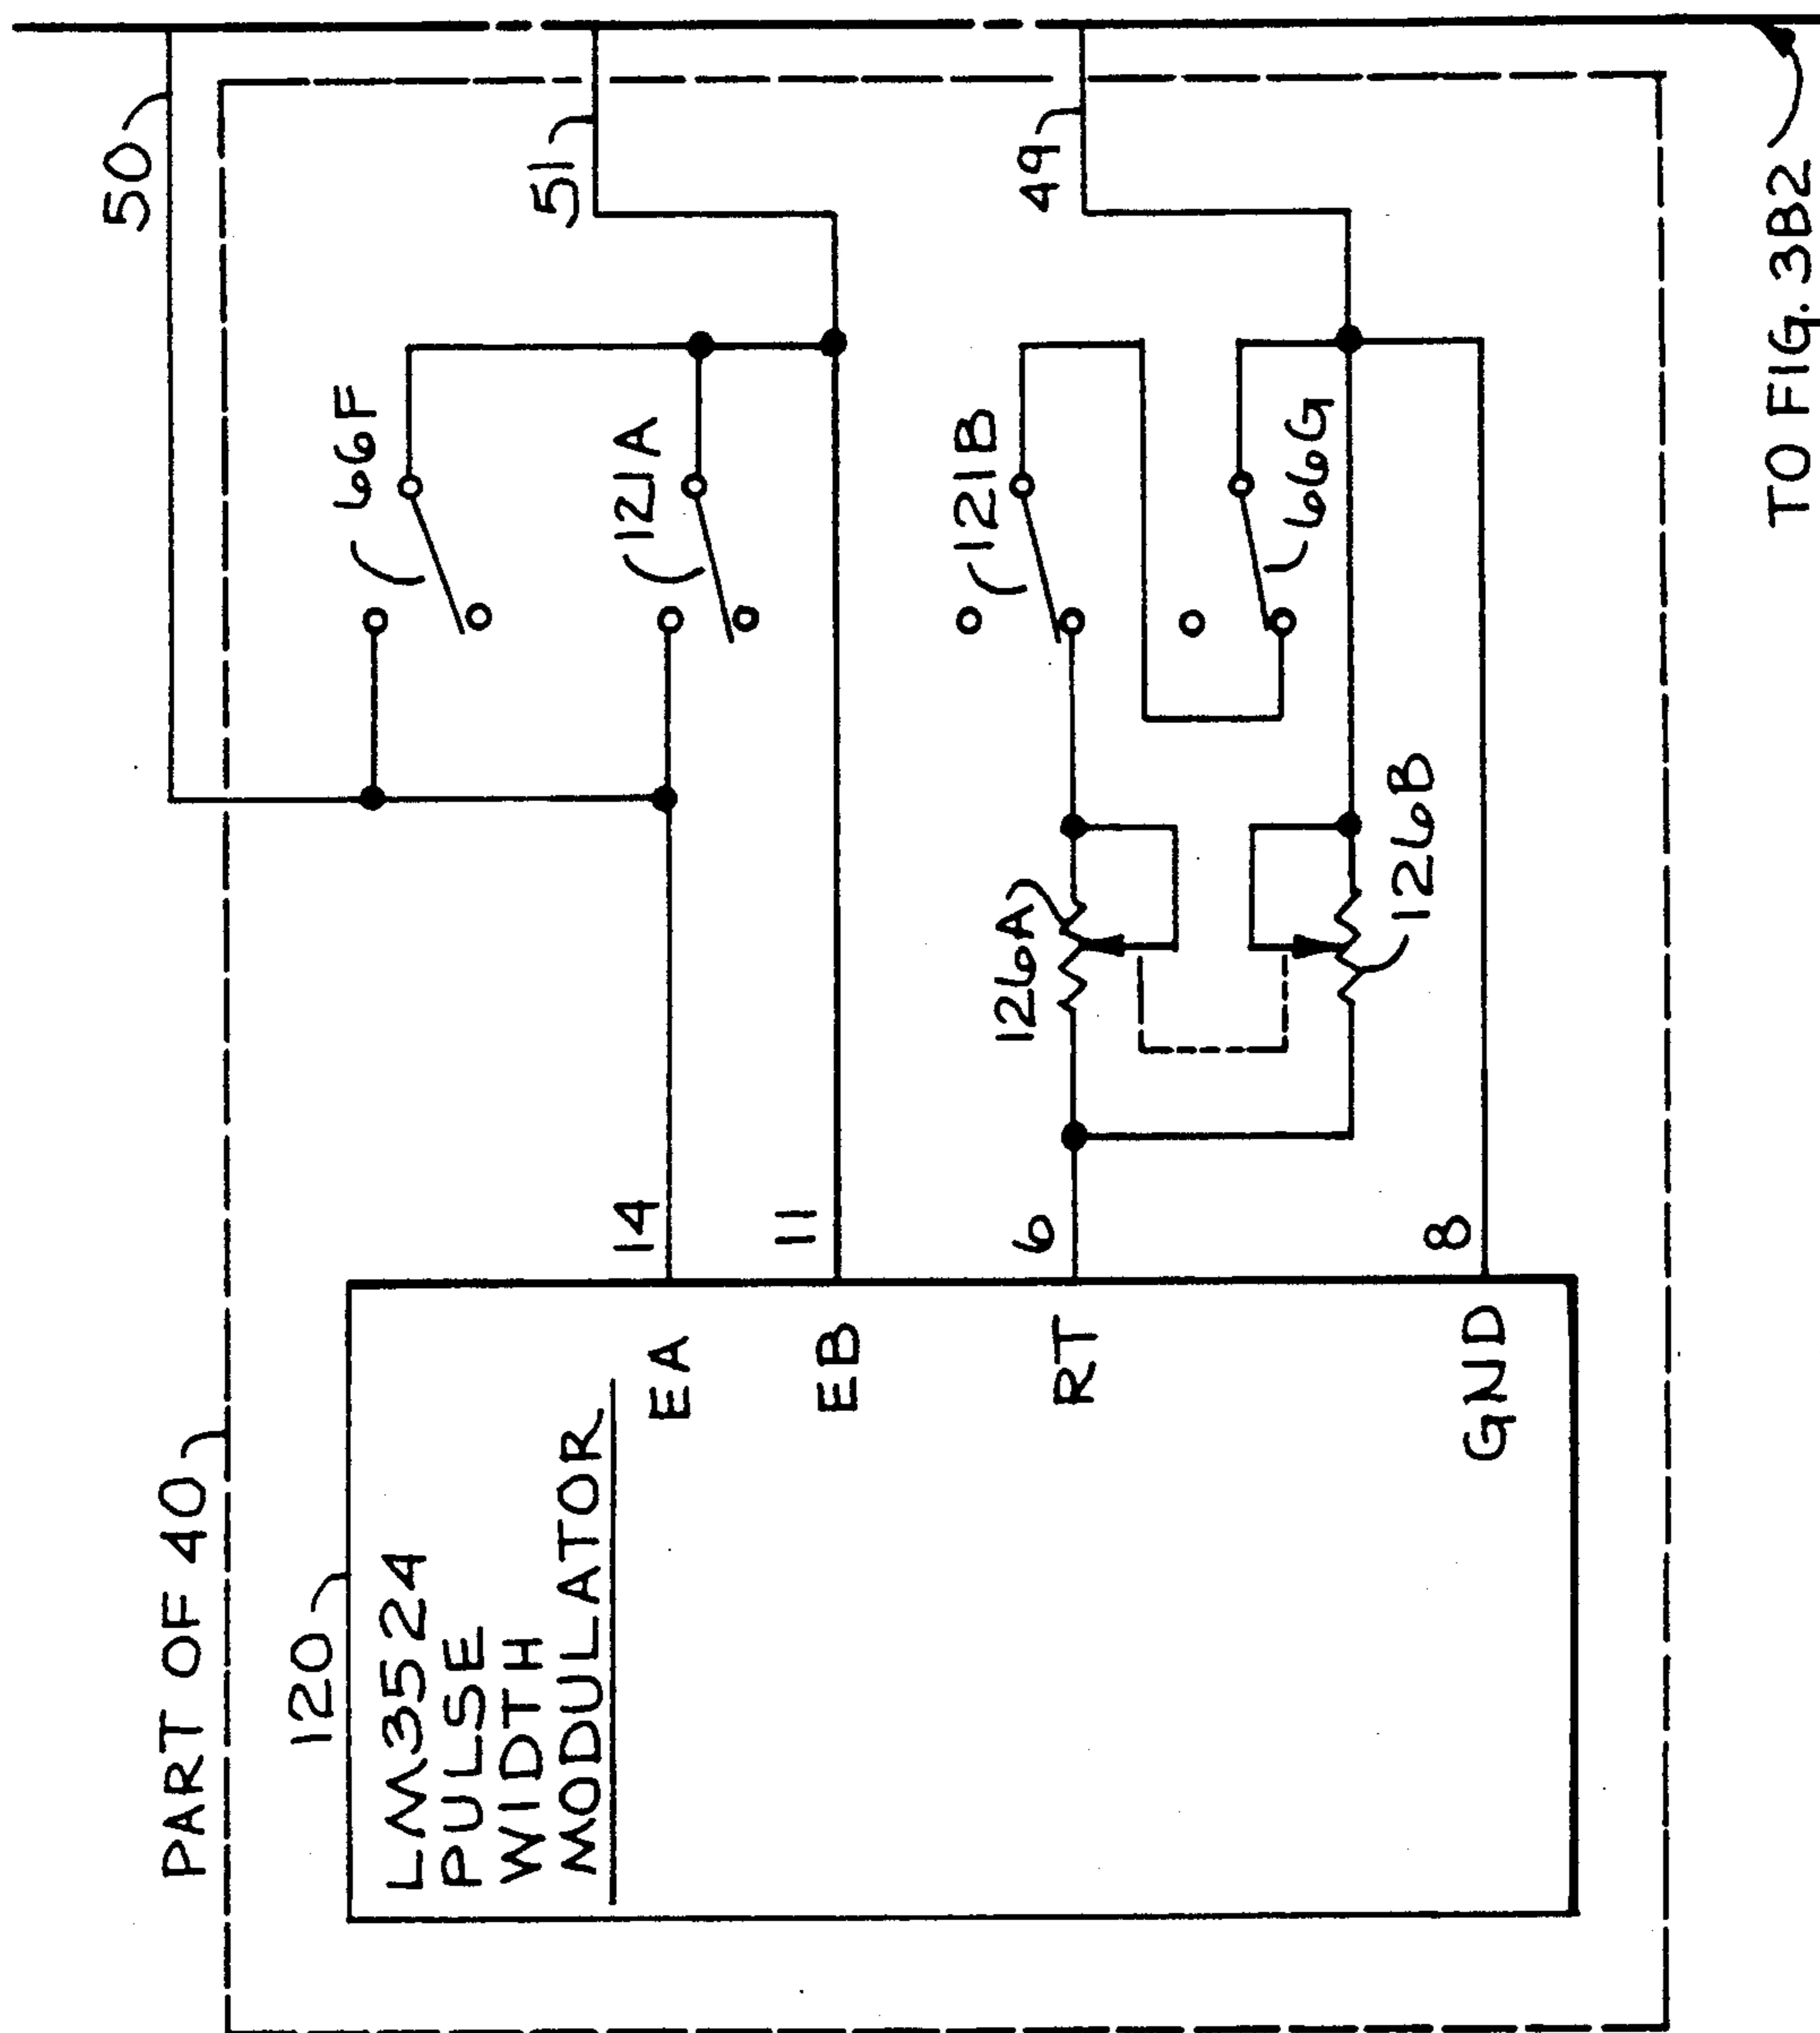 PART OF 40
50
51
49
120
LM3524
PULSE
WIDTH
MODULATOR
EA
14
EB
11
RT
6
GND
8
66F
121A
121B
66G
126A
126B
TO FIG. 3B2